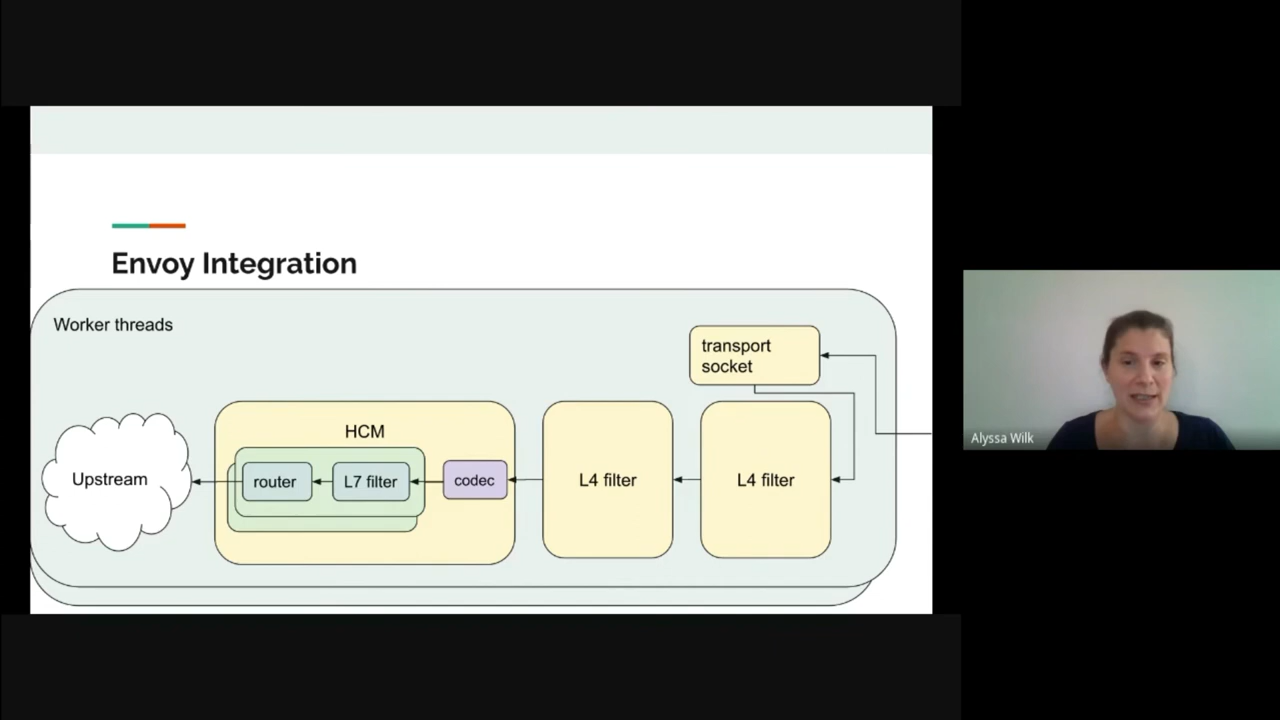 Envoy Integration
Worker threads
transport
socket
HCM
Upstream
router
L7 filter
codec
L4 filter
L4 filter
Alyssa Wilk